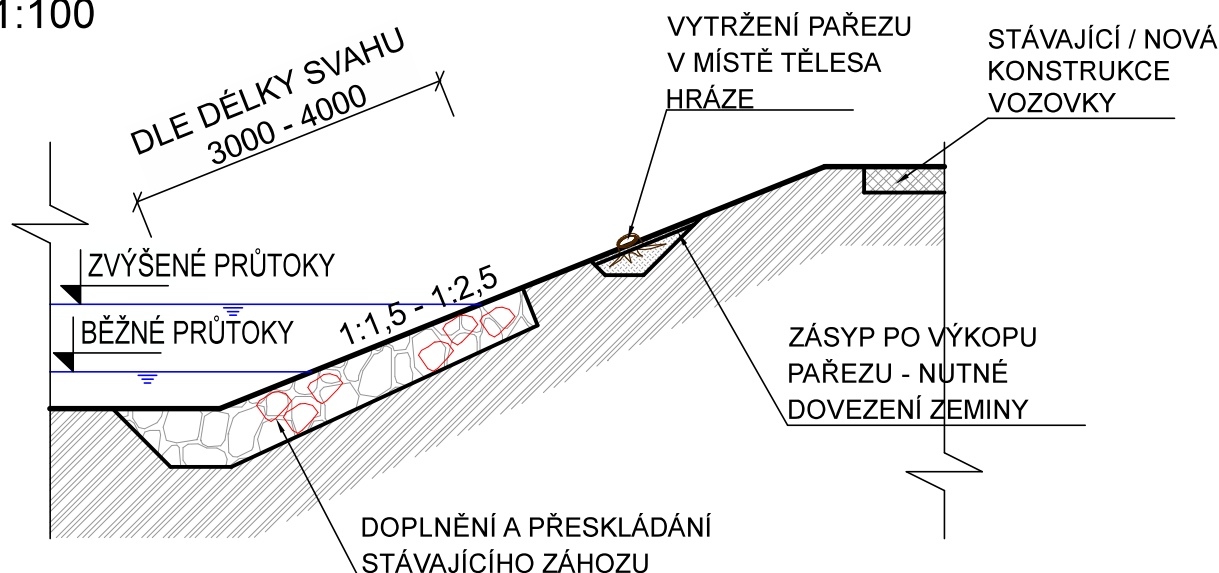 1:100
DLE DÉLKY SVAHU
3000 - 4000
VYTRŽENÍ PAŘEZU
V MÍSTĚ TĚLESA
HRÁZE
STÁVAJÍCÍ / NOVÁ
KONSTRUKCE
VOZOVKY
ZVÝŠENÉ PRŮTOKY
BĚŽNÉ PRŮTOKY
1:1,5 - 1:2,5
ZÁSYP PO VÝKOPU
PAŘEZU - NUTNÉ
DOVEZENÍ ZEMINY
DOPLNĚNÍ A PŘESKLÁDÁNÍ
STÁVAJÍCÍHO ZÁHOZU